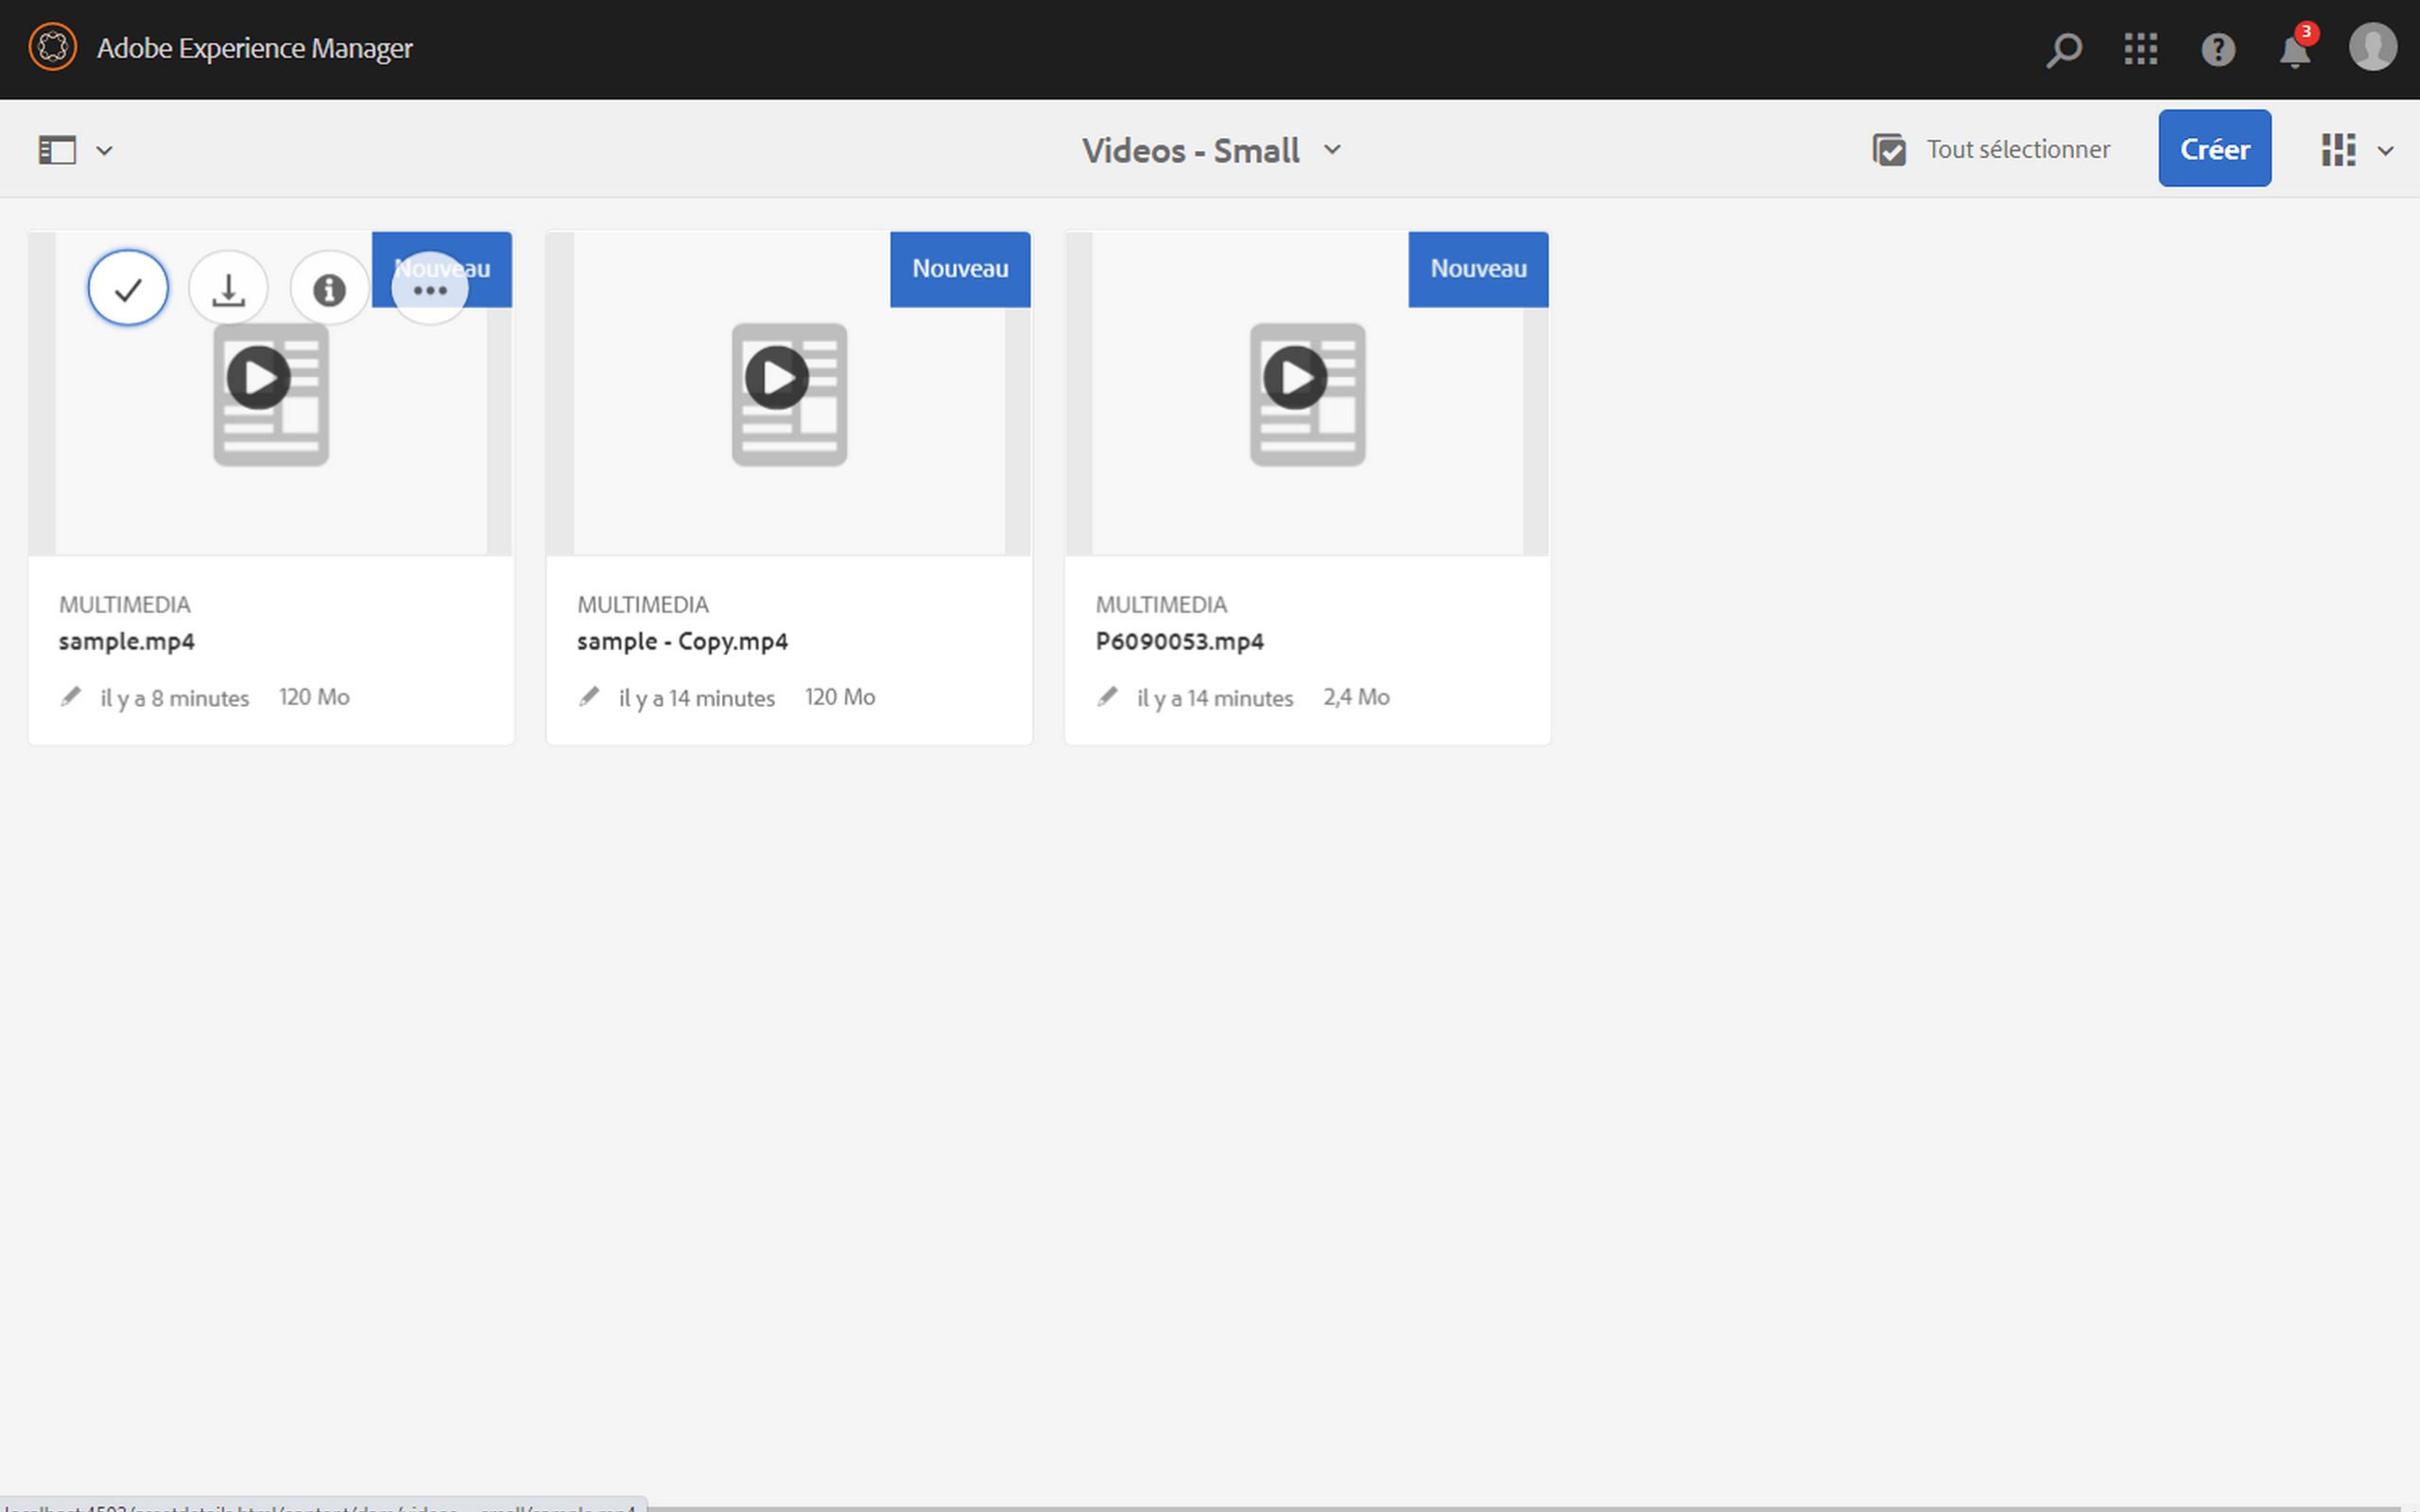 Adobe Experience Manager
3
Videos - Small
Tout sélectionner
Créer
Nouveau
Nouveau
Nouveau
MULTIMEDIA
sample.mp4
il y a 8 minutes 120 Mo
MULTIMEDIA
sample - Copy.mp4
il y a 14 minutes 120 Mo
MULTIMEDIA
P6090053.mp4
il y a 14 minutes 2,4 Mo